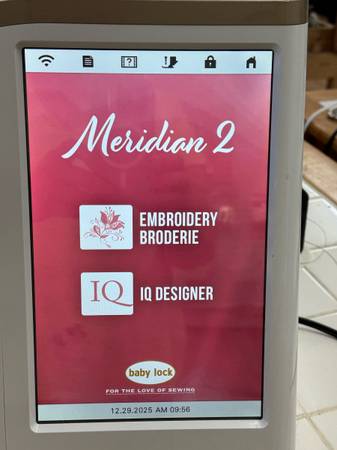 Meridian 2
EMBROIDERY
BRODERIE
IQ
IQ DESIGNER
baby lock
FOR THE LOVE OF SEWING
12.29.2025 AM 09:56